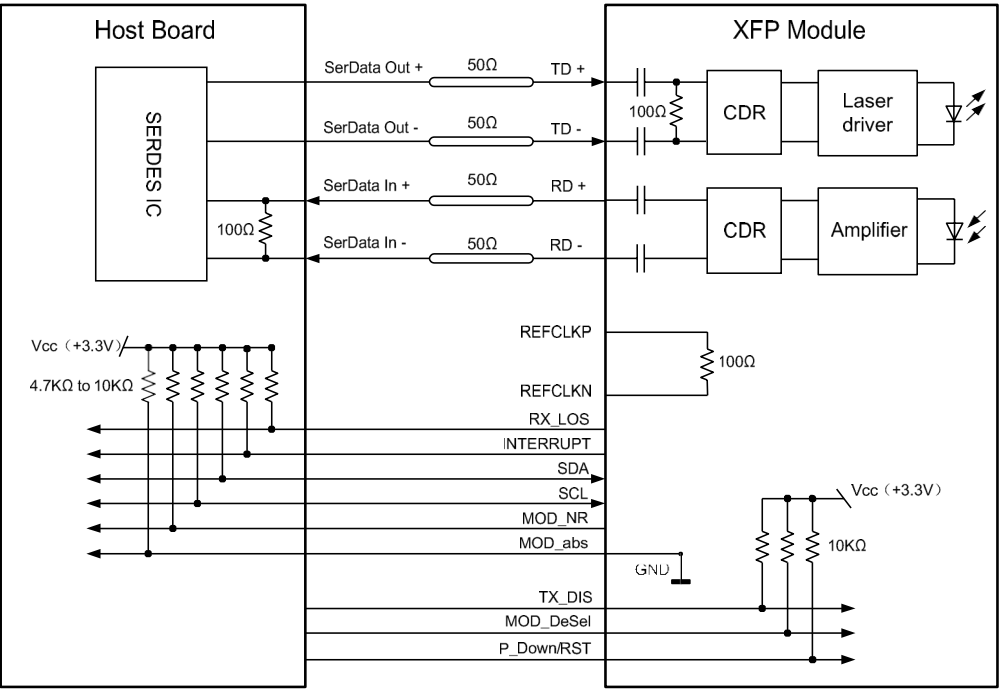 Host Board
XFP Module
SerData Out +
50Ω
TD +
SerData Out -
50Ω
TD -
SERDES IC
100Ω
CDR
Laser
driver
SerData In +
50Ω
RD +
SerData In -
50Ω
RD -
100Ω
CDR
Amplifier
REFCLKP
100Ω
REFCLKN
Vcc（+3.3V）
4.7KΩ to 10KΩ
RX_LOS
INTERRUPT
SDA
SCL
MOD_NR
MOD_abs
GND
Vcc（+3.3V）
10KΩ
TX_DIS
MOD_DeSel
P_Down/RST